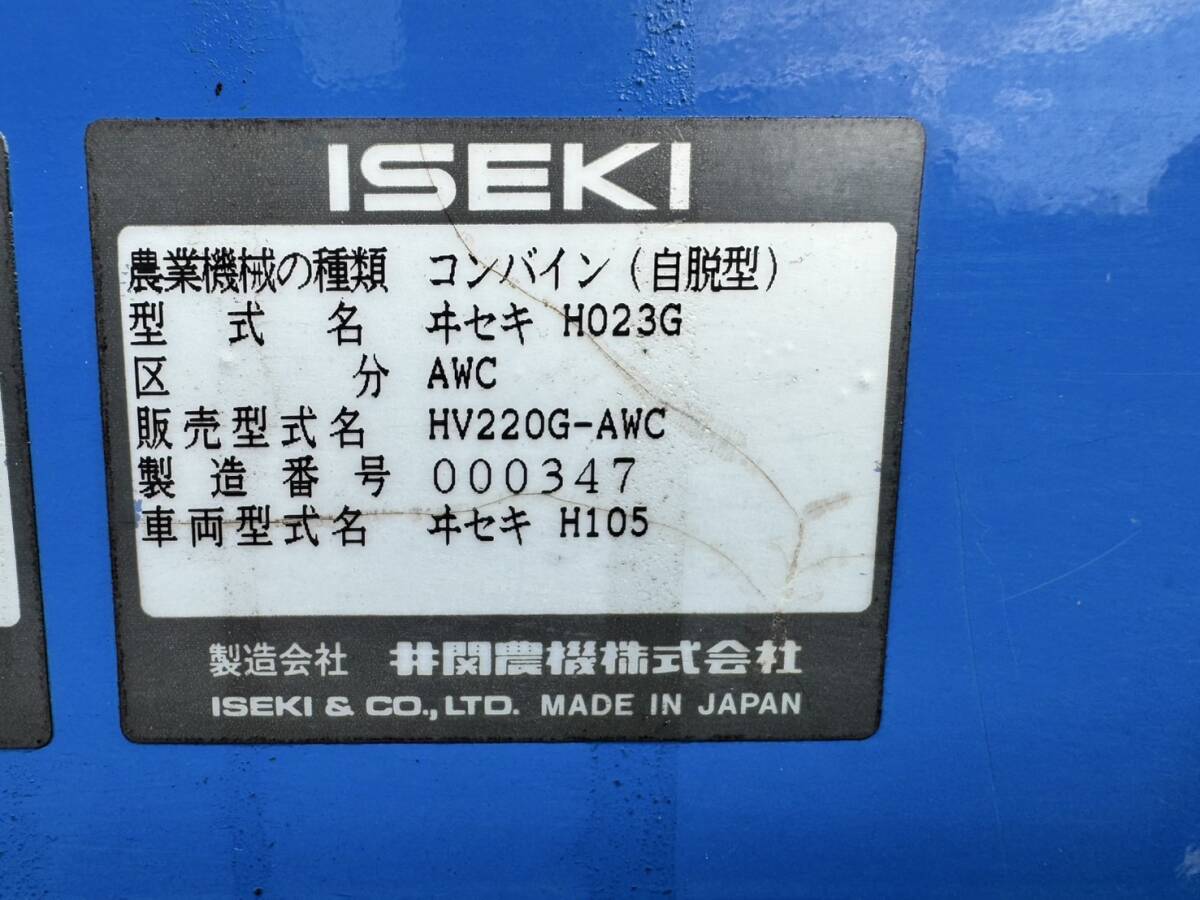 ISEKI
農業機械の種類 コンバイン(自脱型)
型式名 ヰセキ HO23G
区分 AWC
販売型式名 HV220G-AWC
製造番号 000347
車両型式名 ヰセキ H105
製造会社 井関農機株式会社
ISEKI & CO.,LTD. MADE IN JAPAN